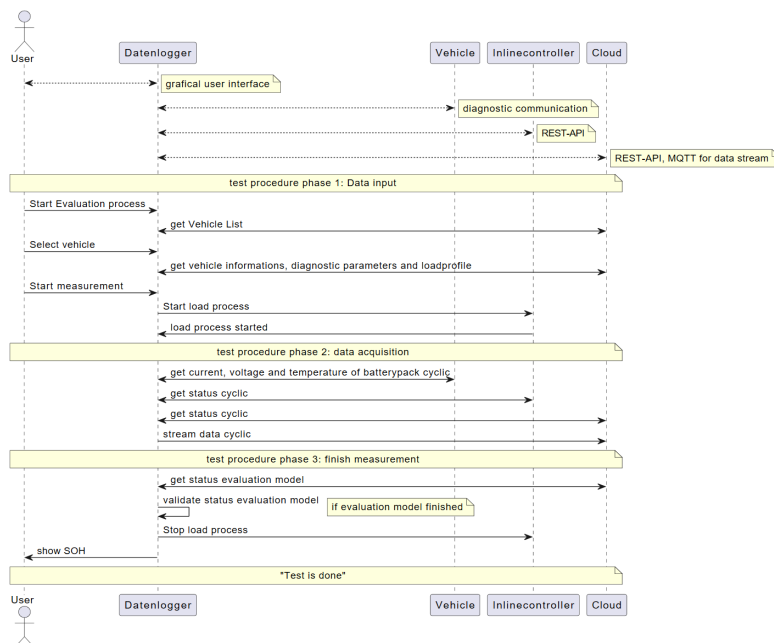 User
Datenlogger
Vehicle
Inlinecontroller
Cloud
grafical user interface
diagnostic communication
REST-API
REST-API, MQTT for data stream
test procedure phase 1: Data input
Start Evaluation process
get Vehicle List
Select vehicle
get vehicle informations, diagnostic parameters and loadprofile
Start measurement
Start load process
load process started
test procedure phase 2: data acquisition
get current, voltage and temperature of batterypack cyclic
get status cyclic
get status cyclic
stream data cyclic
test procedure phase 3: finish measurement
get status evaluation model
validate status evaluation model
if evaluation model finished
Stop load process
show SOH
"Test is done"
User
Datenlogger
Vehicle
Inlinecontroller
Cloud